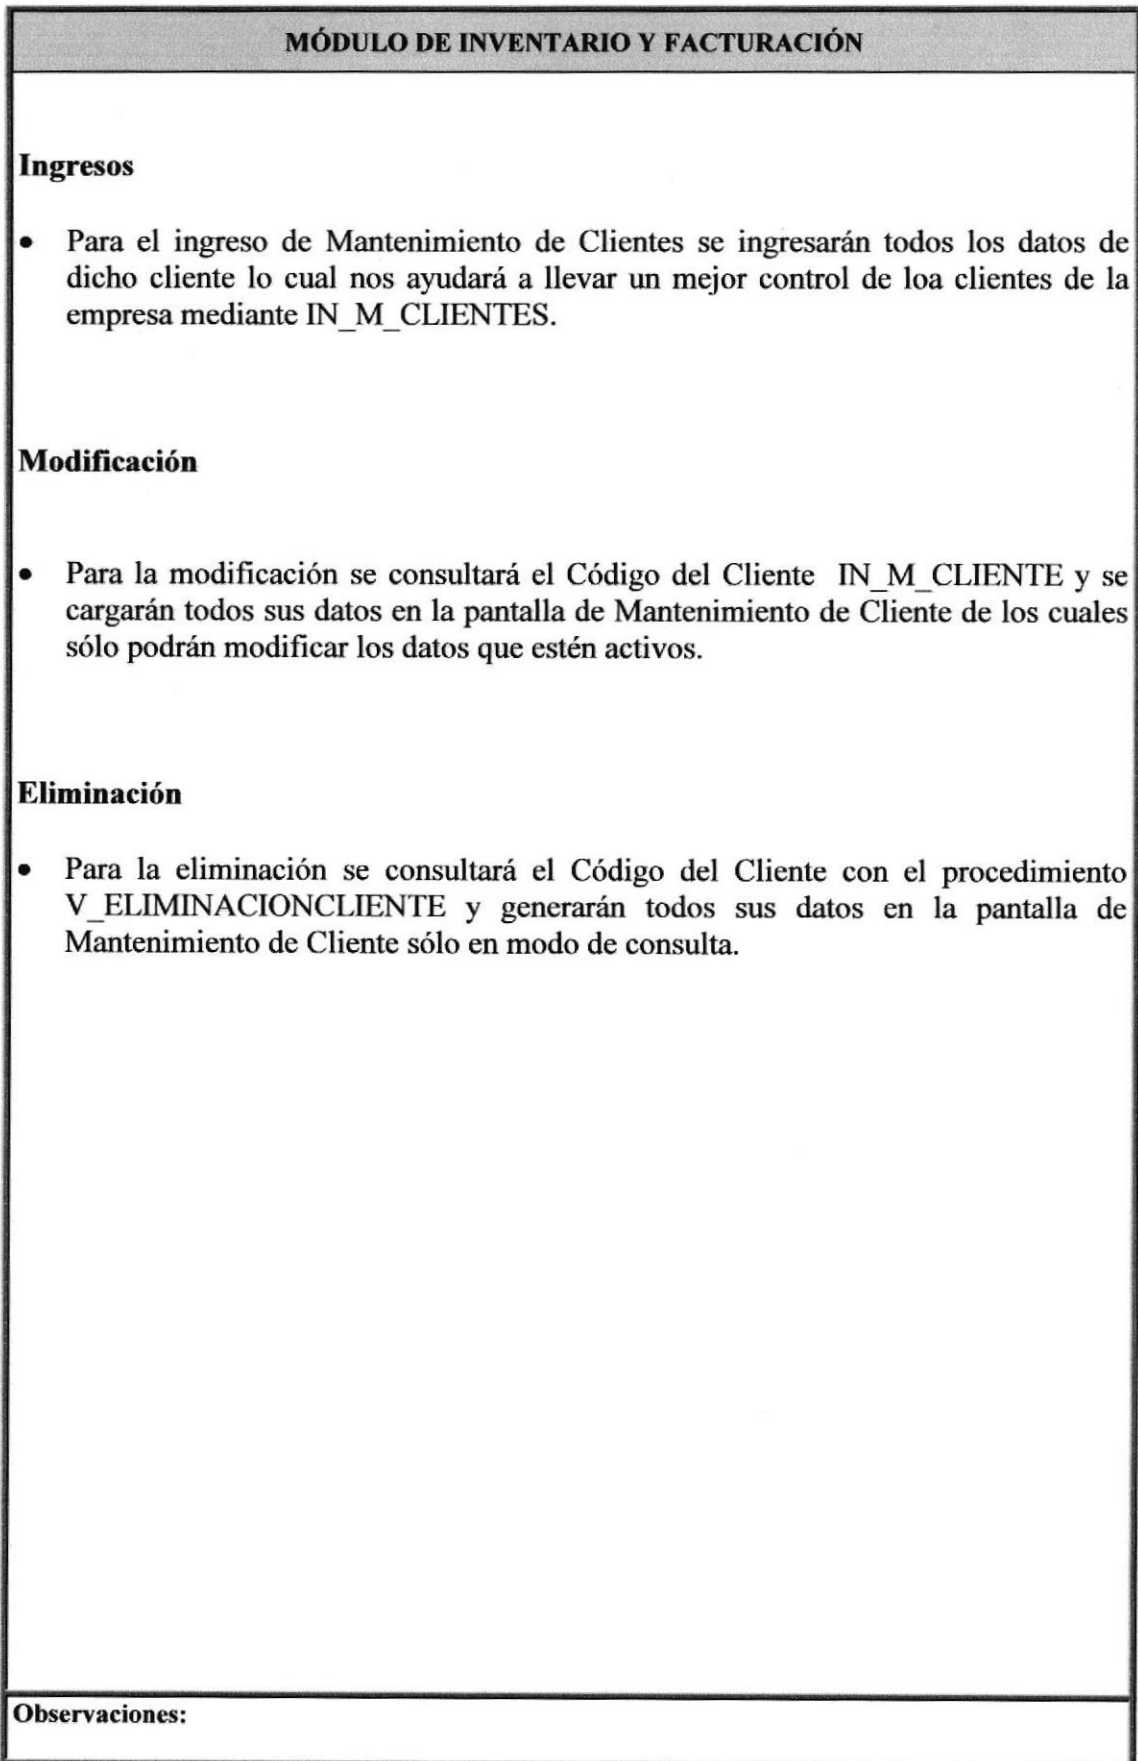 MÓDULO DE INVENTARIO Y FACTURACIÓN
Ingresos
• Para el ingreso de Mantenimiento de Clientes se ingresarán todos los datos de
dicho cliente lo cual nos ayudará a llevar un mejor control de loa clientes de la
empresa mediante IN_M_CLIENTES.
Modificación
• Para la modificación se consultará el Código del Cliente IN_M_CLIENTE y se
cargarán todos sus datos en la pantalla de Mantenimiento de Cliente de los cuales
sólo podrán modificar los datos que estén activos.
Eliminación
• Para la eliminación se consultará el Código del Cliente con el procedimiento
V_ELIMINACIONCLIENTE y generarán todos sus datos en la pantalla de
Mantenimiento de Cliente sólo en modo de consulta.
Observaciones: